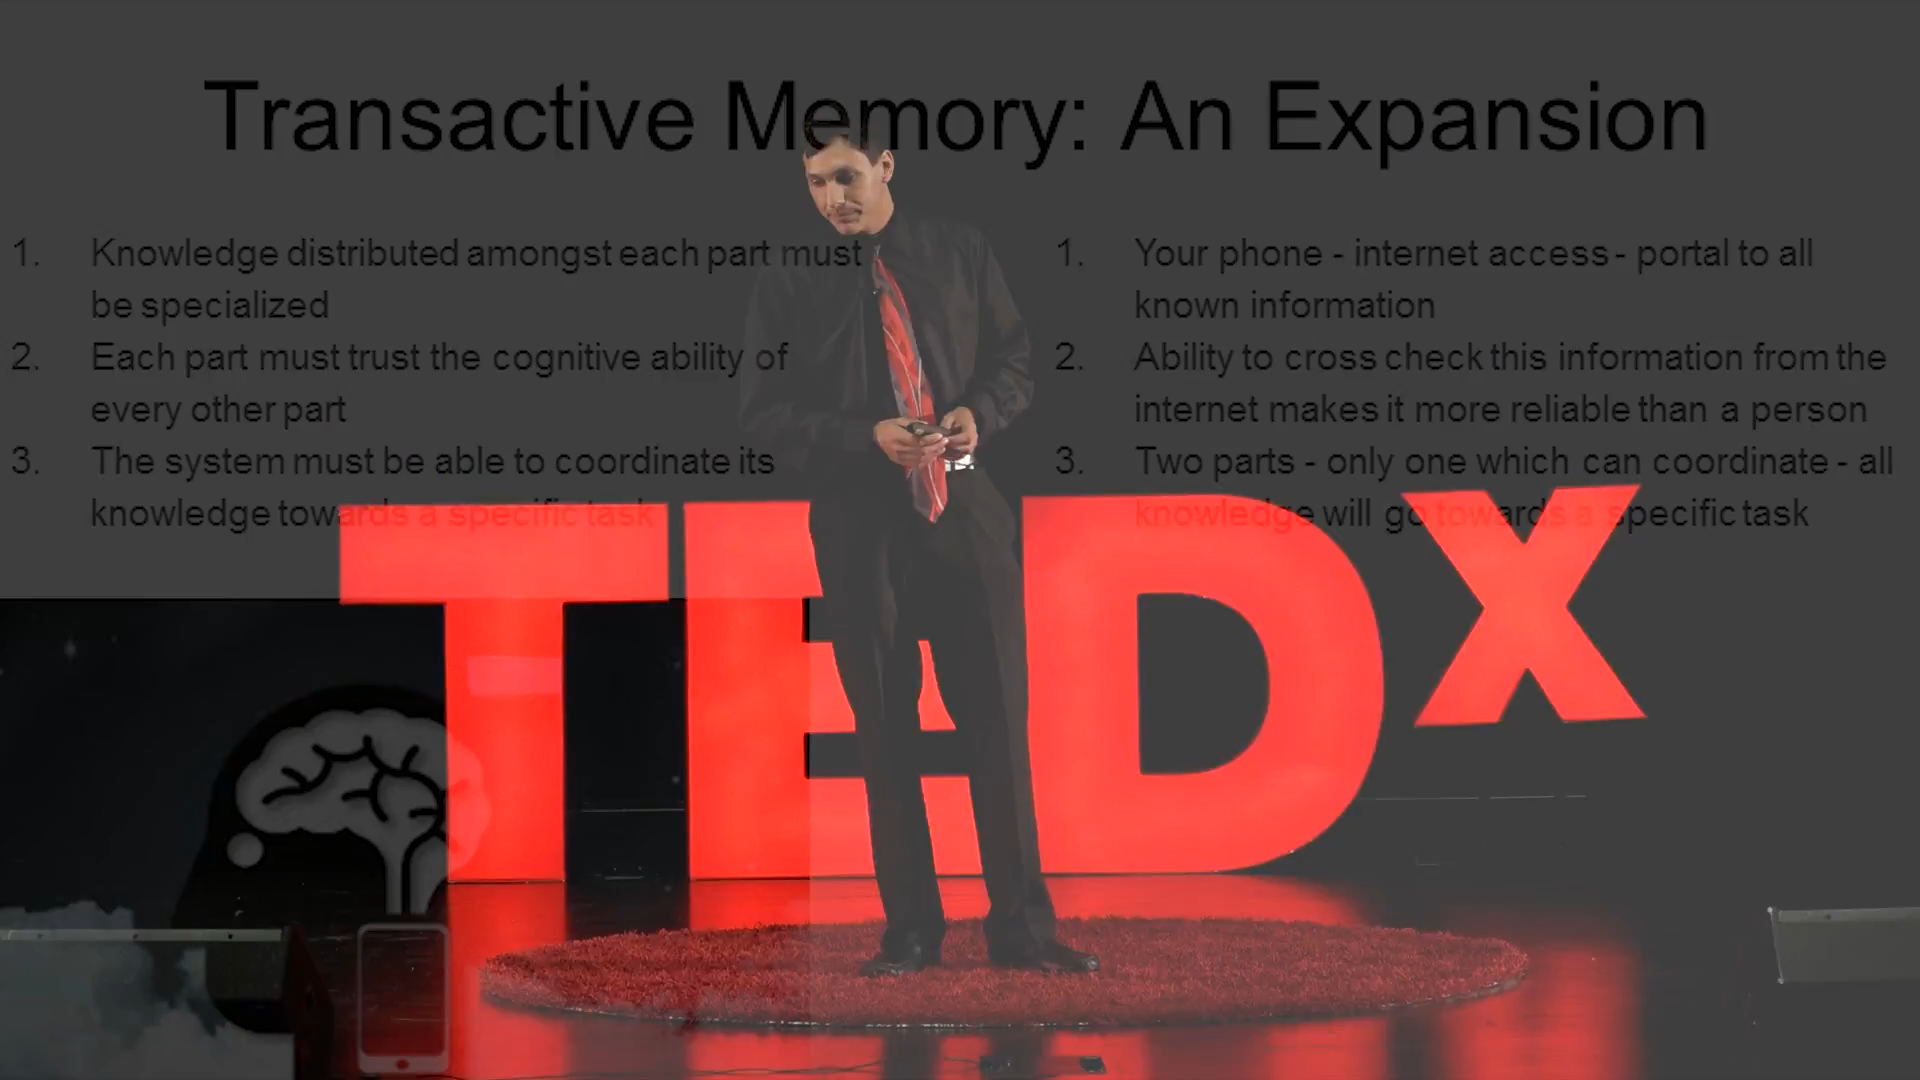 Transactive Memory: An Expansion
1. Knowledge distributed amongst each part must
be specialized
2. Each part must trust the cognitive ability of
every other part
3. The system must be able to coordinate its
knowledge towards a specific task
1. Your phone - internet access - portal to all
known information
2. Ability to cross check this information from the
internet makes it more reliable than a person
3. Two parts - only one which can coordinate - all
knowledge will go towards a specific task
TEDx